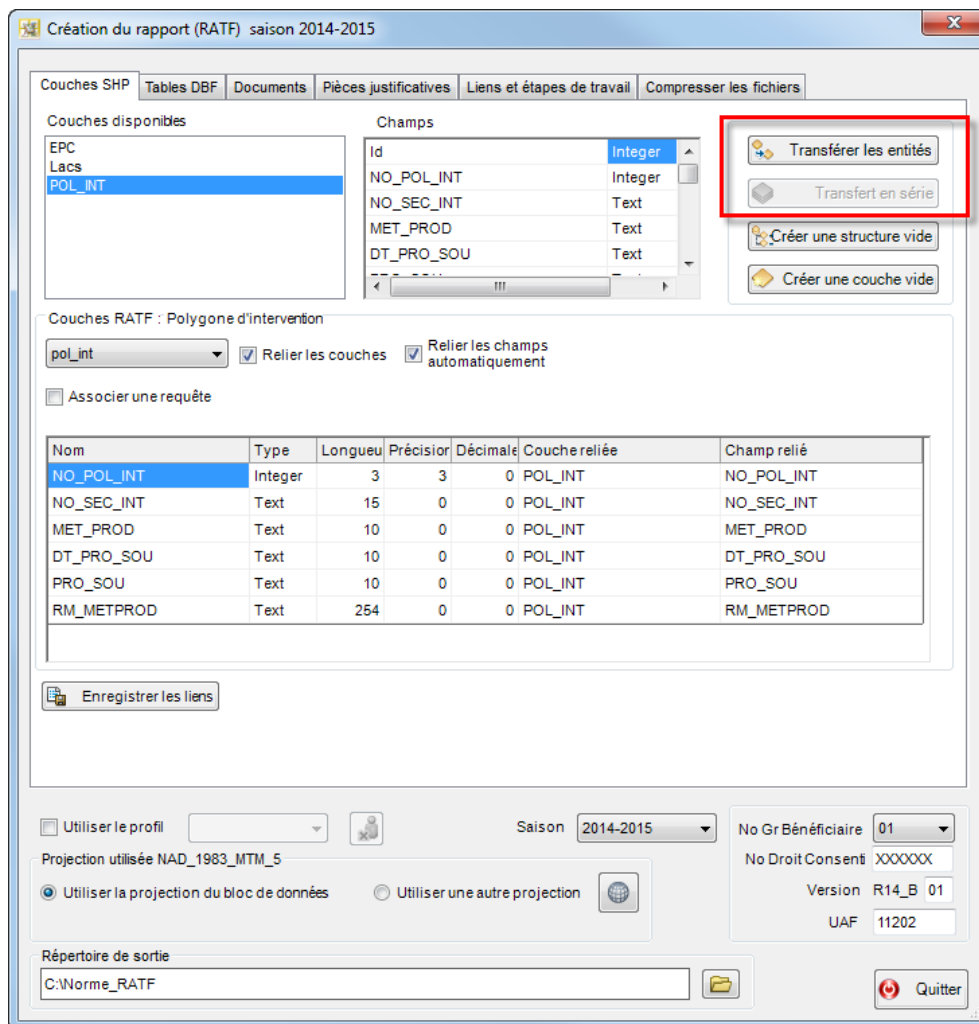 Création du rapport (RATF) saison 2014-2015
Couches SHP Tables DBF Documents Pièces justificatives Liens et étapes de travail Compresser les fichiers
Couches disponibles
EPC
Lacs
POL_INT
Champs
Id Integer
NO_POL_INT Integer
NO_SEC_INT Text
MET_PROD Text
DT_PRO_SOU Text
Transférer les entités
Transfert en série
Créer une structure vide
Créer une couche vide
Couches RATF : Polygone d'intervention
pol_int
Relier les couches
Relier les champs
automatiquement
Associer une requête
Nom Type Longueu Précision Décimale Couche reliée Champ relié
NO_POL_INT Integer 3 3 0 POL_INT NO_POL_INT
NO_SEC_INT Text 15 0 0 POL_INT NO_SEC_INT
MET_PROD Text 10 0 0 POL_INT MET_PROD
DT_PRO_SOU Text 10 0 0 POL_INT DT_PRO_SOU
PRO_SOU Text 10 0 0 POL_INT PRO_SOU
RM_METPROD Text 254 0 0 POL_INT RM_METPROD
Enregistrer les liens
Utiliser le profil
Saison 2014-2015
No Gr Bénéficiaire 01
No Droit Consenti XXXXXX
Version R14_B 01
UAF 11202
Projection utilisée NAD_1983_MTM_5
Utiliser la projection du bloc de données
Utiliser une autre projection
Répertoire de sortie
C:\Norme_RATF
Quitter